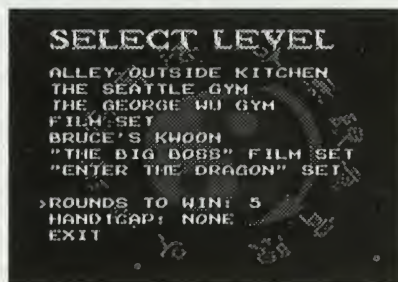 SELECT LEVEL
ALLEY OUTSIDE KITCHEN
THE SEATTLE GYM
THE GEORGE WU GYM
FILM SET
BRUCE'S KWOON
"THE BIG BOSS" FILM SET
"ENTER THE DRAGON" SET
>ROUNDS TO WIN: 5
HANDICAP: NONE
EXIT